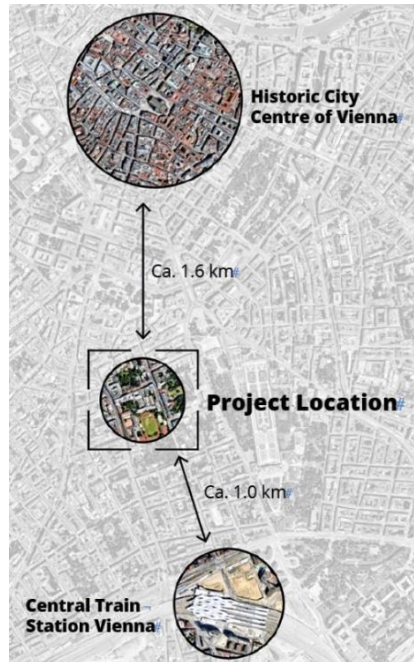 Historic City
Centre of Vienna
Ca. 1.6 km
Project Location
Ca. 1.0 km
Central Train
Station Vienna